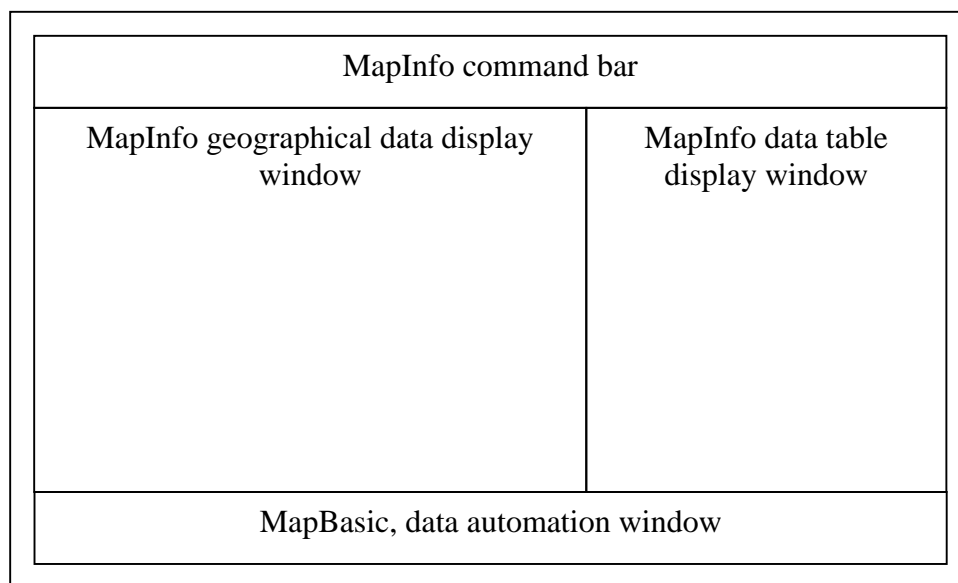 MapInfo command bar
MapInfo geographical data display
window
MapInfo data table
display window
MapBasic, data automation window